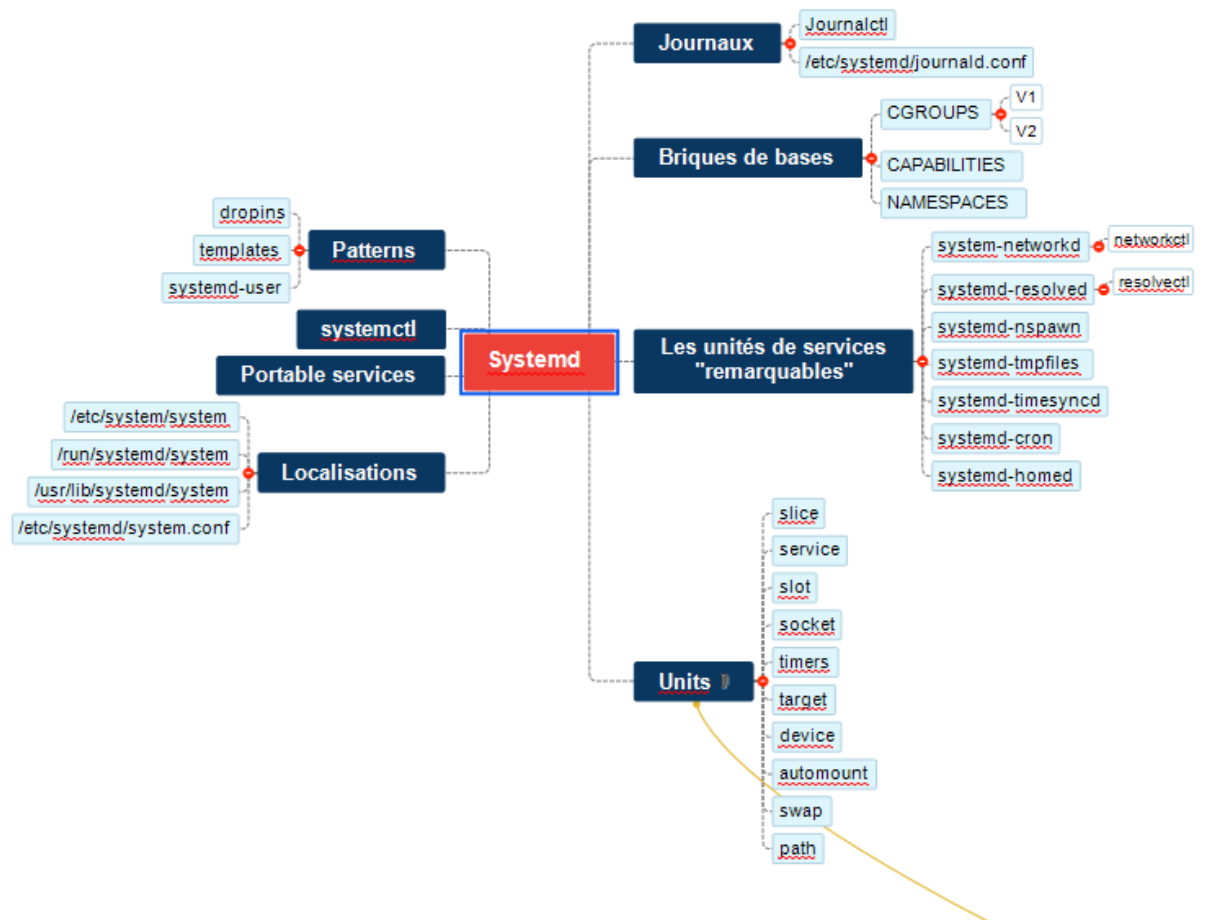 Journaux
Journalctl
/etc/systemd/journald.conf
Briques de bases
CGROUPS
V1
V2
CAPABILITIES
NAMESPACES
dropins
templates
systemd-user
Patterns
systemctl
Portable services
Systemd
Les unités de services
"remarquables"
system-networkd
networkctl
systemd-resolved
resolvectl
systemd-nspawn
systemd-tmpfiles
systemd-timesyncd
systemd-cron
systemd-homed
/etc/system/system
/run/systemd/system
/usr/lib/systemd/system
/etc/systemd/system.conf
Localisations
Units
slice
service
slot
socket
timers
target
device
automount
swap
path